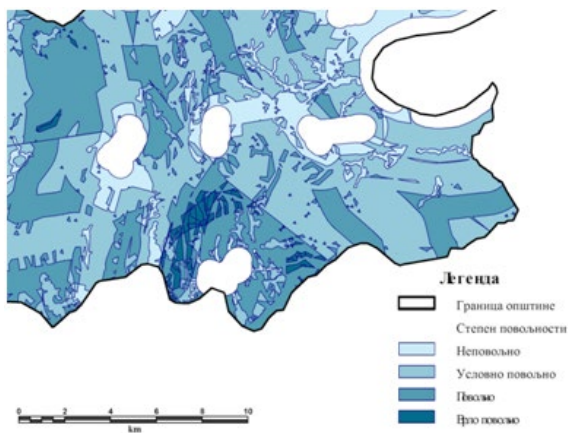 Легенда
Граница општине
Степен повољности
Неповољно
Условно повољно
Повољно
Врло повољно
0 2 4 6 8 10
km